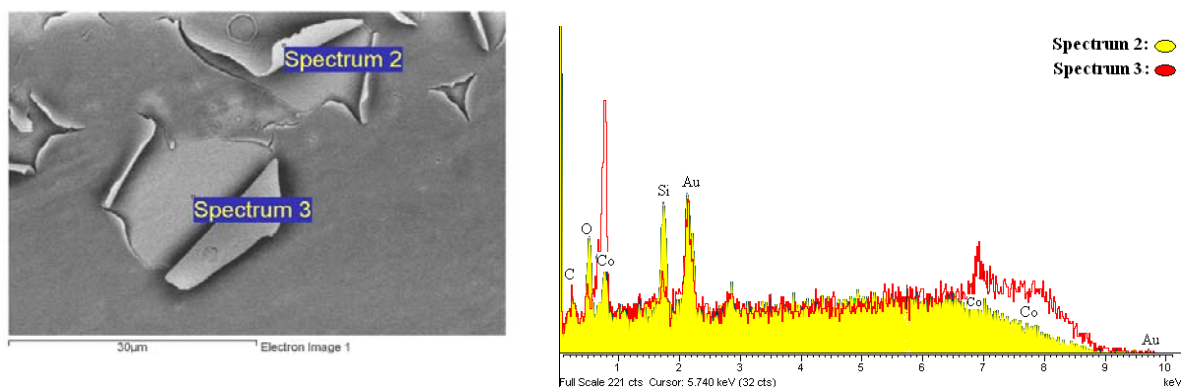 Spectrum 2
Spectrum 3
30µm Electron Image 1
Spectrum 2:
Spectrum 3:
C
O
Co
Si
Au
Co
Co
Au
1 2 3 4 5 6 7 8 9 10
Full Scale 221 cts Cursor: 5.740 keV (32 cts) keV